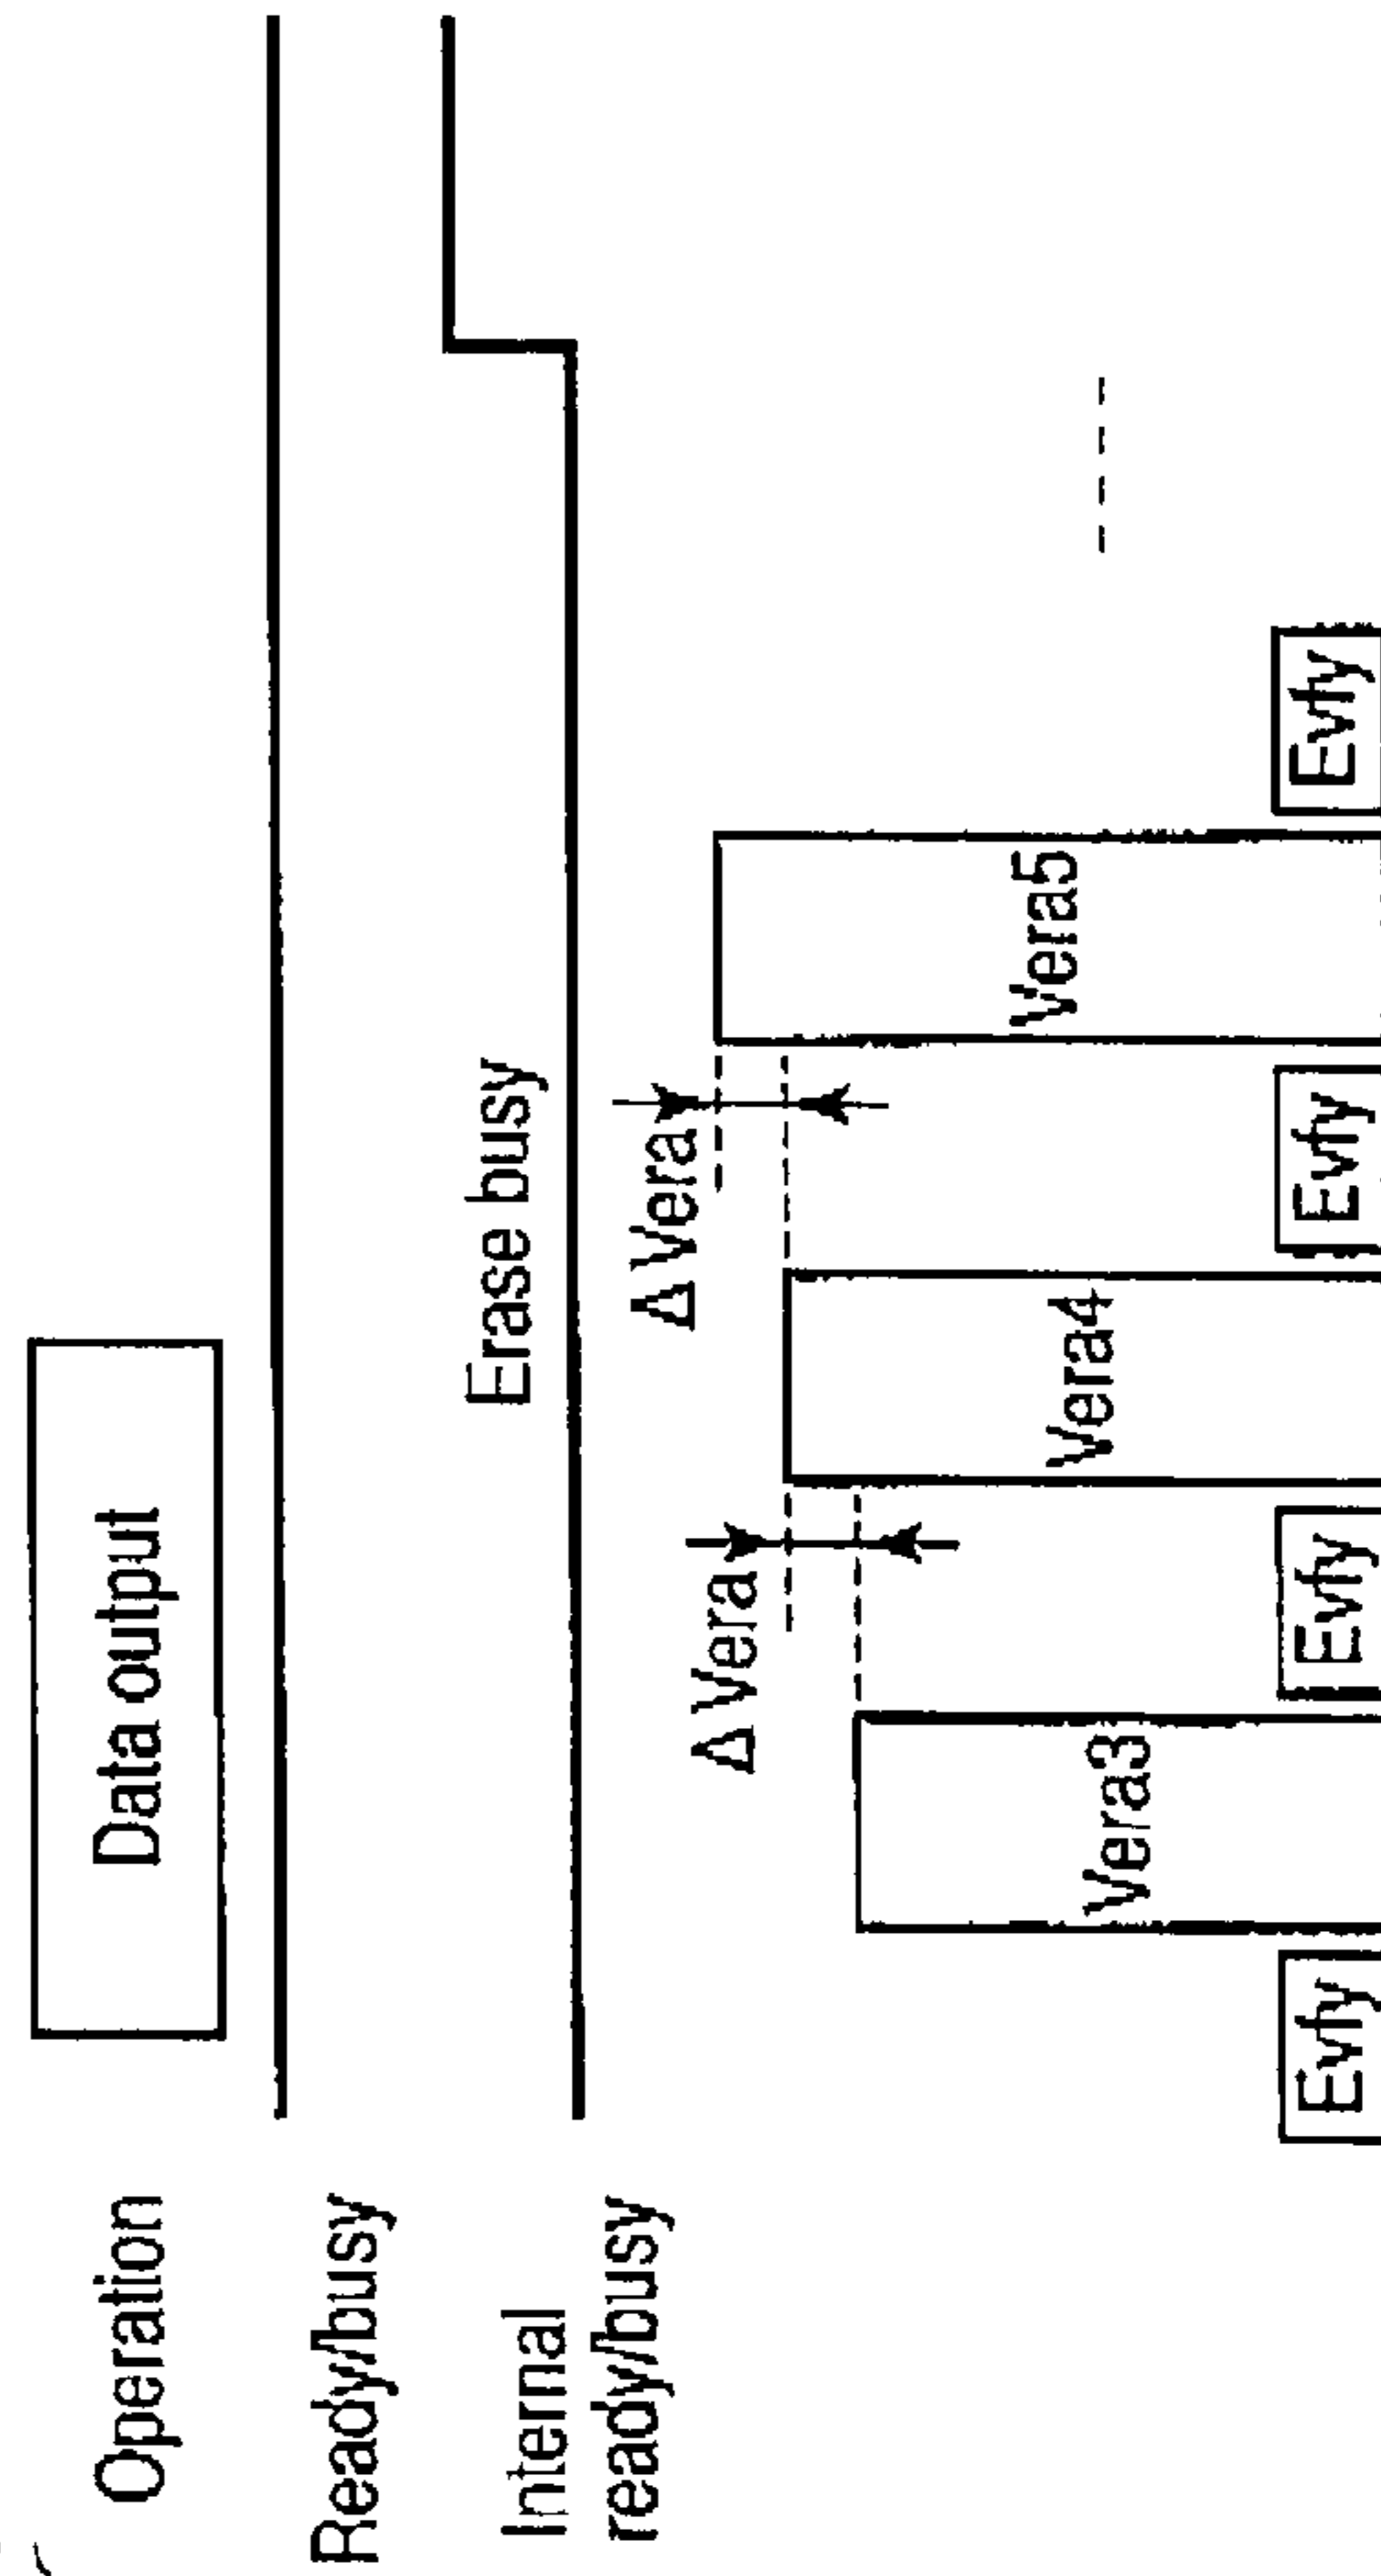 Operation
Data output
Ready/busy
Internal
ready/busy
Erase busy
Δ Vera
Δ Vera
Evfy
Vera3
Evfy
Vera4
Evfy
Vera5
Evfy